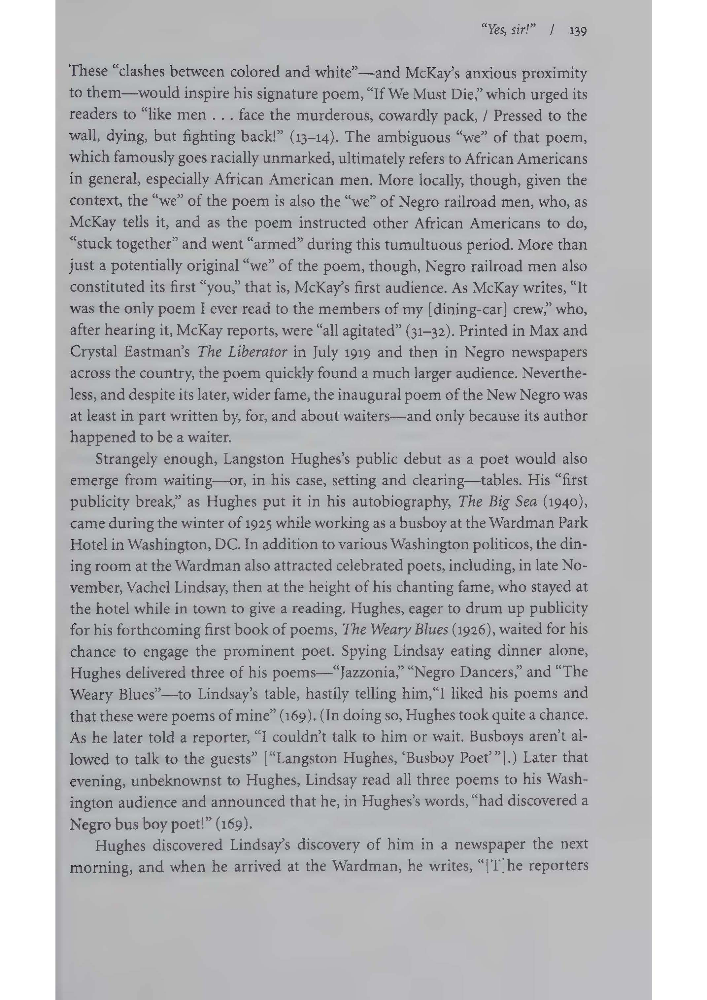 “Yes, sir!” / 139
These “clashes between colored and white”—and McKay’s anxious proximity
to them—would inspire his signature poem, “If We Must Die,” which urged its
readers to “like men . . . face the murderous, cowardly pack, / Pressed to the
wall, dying, but fighting back!” (13–14). The ambiguous “we” of that poem,
which famously goes racially unmarked, ultimately refers to African Americans
in general, especially African American men. More locally, though, given the
context, the “we” of the poem is also the “we” of Negro railroad men, who, as
McKay tells it, and as the poem instructed other African Americans to do,
“stuck together” and went “armed” during this tumultuous period. More than
just a potentially original “we” of the poem, though, Negro railroad men also
constituted its first “you,” that is, McKay’s first audience. As McKay writes, “It
was the only poem I ever read to the members of my [dining-car] crew,” who,
after hearing it, McKay reports, were “all agitated” (31–32). Printed in Max and
Crystal Eastman’s The Liberator in July 1919 and then in Negro newspapers
across the country, the poem quickly found a much larger audience. Neverthe-
less, and despite its later, wider fame, the inaugural poem of the New Negro was
at least in part written by, for, and about waiters—and only because its author
happened to be a waiter.
Strangely enough, Langston Hughes’s public debut as a poet would also
emerge from waiting—or, in his case, setting and clearing—tables. His “first
publicity break,” as Hughes put it in his autobiography, The Big Sea (1940),
came during the winter of 1925 while working as a busboy at the Wardman Park
Hotel in Washington, DC. In addition to various Washington politicos, the din-
ing room at the Wardman also attracted celebrated poets, including, in late No-
vember, Vachel Lindsay, then at the height of his chanting fame, who stayed at
the hotel while in town to give a reading. Hughes, eager to drum up publicity
for his forthcoming first book of poems, The Weary Blues (1926), waited for his
chance to engage the prominent poet. Spying Lindsay eating dinner alone,
Hughes delivered three of his poems—“Jazzonia,” “Negro Dancers,” and “The
Weary Blues”—to Lindsay’s table, hastily telling him,“I liked his poems and
that these were poems of mine” (169). (In doing so, Hughes took quite a chance.
As he later told a reporter, “I couldn’t talk to him or wait. Busboys aren’t al-
lowed to talk to the guests” [“Langston Hughes, ‘Busboy Poet’ ”].) Later that
evening, unbeknownst to Hughes, Lindsay read all three poems to his Wash-
ington audience and announced that he, in Hughes’s words, “had discovered a
Negro bus boy poet!” (169).
Hughes discovered Lindsay’s discovery of him in a newspaper the next
morning, and when he arrived at the Wardman, he writes, “[T]he reporters